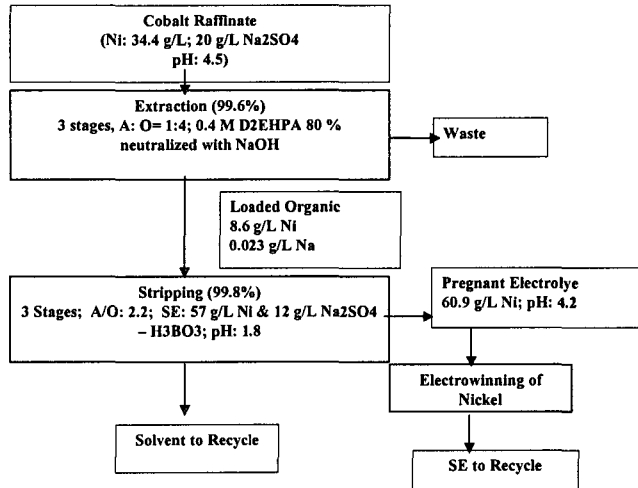 Cobalt Raffinate
(Ni: 34.4 g/L; 20 g/L Na2SO4
pH: 4.5)
Extraction (99.6%)
3 stages, A: O= 1:4; 0.4 M D2EHPA 80 %
neutralized with NaOH
Waste
Loaded Organic
8.6 g/L Ni
0.023 g/L Na
Stripping (99.8%)
3 Stages; A/O: 2.2; SE: 57 g/L Ni & 12 g/L Na2SO4
– H3BO3; pH: 1.8
Pregnant Electrolye
60.9 g/L Ni; pH: 4.2
Electrowinning of
Nickel
Solvent to Recycle
SE to Recycle